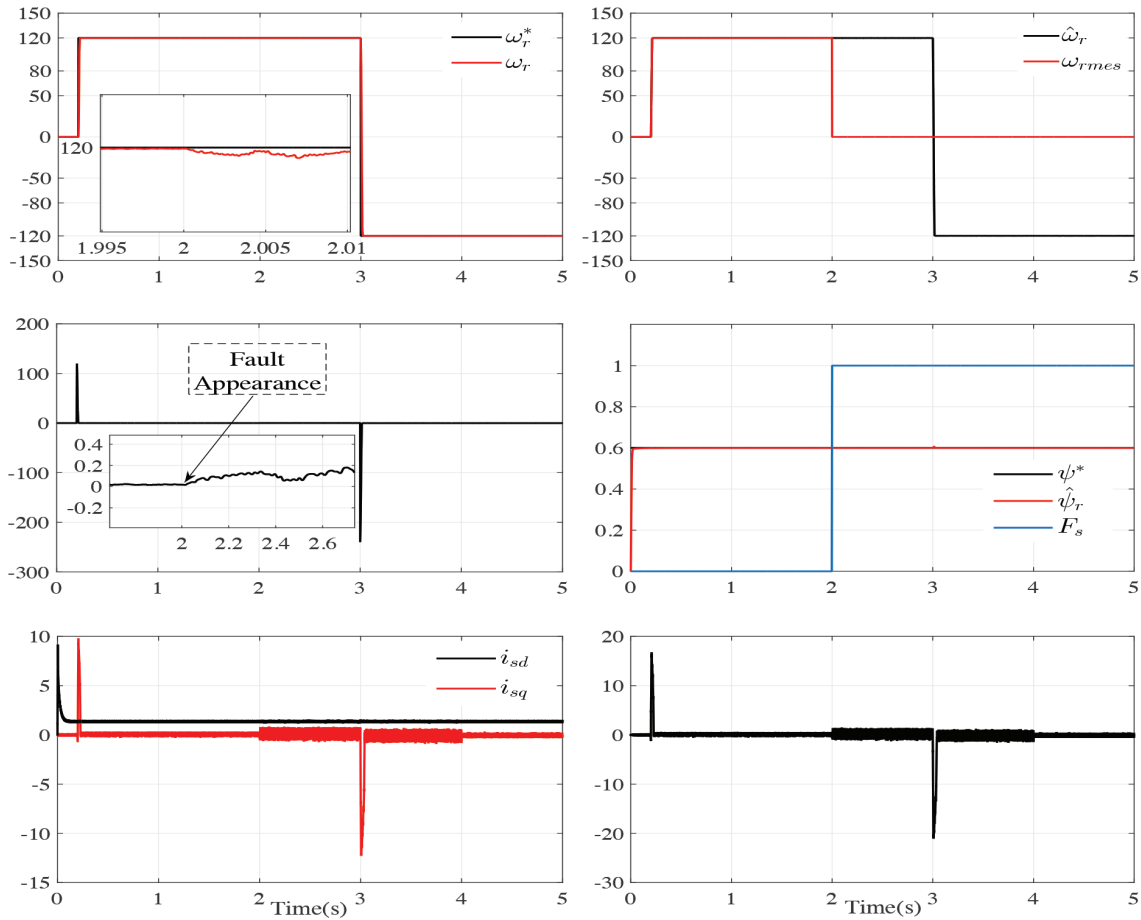 150
120
80
50
0
-50
-80
-120
-150
0 1 2 3 4 5
ω*r
ωr
120
1.995 2 2.005 2.01
150
120
80
50
0
-50
-80
-120
-150
0 1 2 3 4 5
ω̂r
ωrmes
200
100
0
-100
-200
-300
0 1 2 3 4 5
Fault
Appearance
0.4
0.2
0
-0.2
2 2.2 2.4 2.6
1
0.8
0.6
0.4
0.2
0
0 1 2 3 4 5
ψ*
ψ̂r
Fs
10
5
0
-5
-10
-15
0 1 2 3 4 5
Time(s)
isd
isq
20
10
0
-10
-20
-30
0 1 2 3 4 5
Time(s)